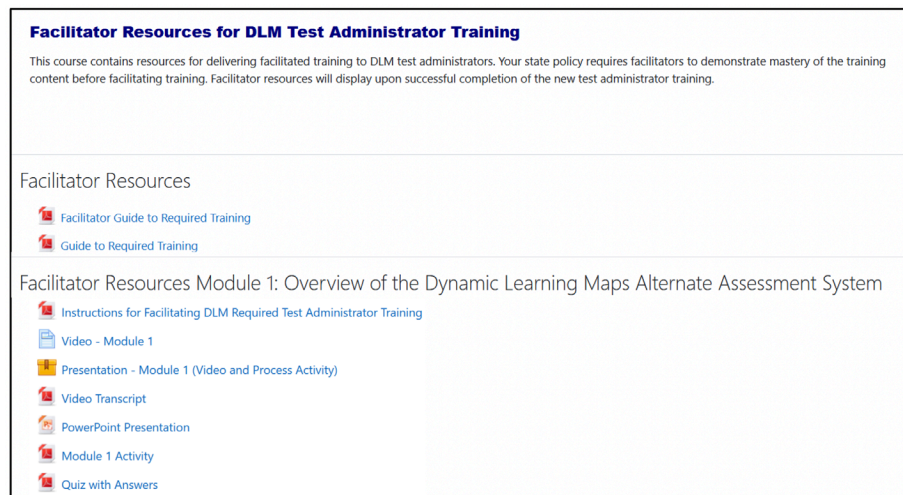 Facilitator Resources for DLM Test Administrator Training
This course contains resources for delivering facilitated training to DLM test administrators. Your state policy requires facilitators to demonstrate mastery of the training
content before facilitating training. Facilitator resources will display upon successful completion of the new test administrator training.
Facilitator Resources
Facilitator Guide to Required Training
Guide to Required Training
Facilitator Resources Module 1: Overview of the Dynamic Learning Maps Alternate Assessment System
Instructions for Facilitating DLM Required Test Administrator Training
Video - Module 1
Presentation - Module 1 (Video and Process Activity)
Video Transcript
PowerPoint Presentation
Module 1 Activity
Quiz with Answers